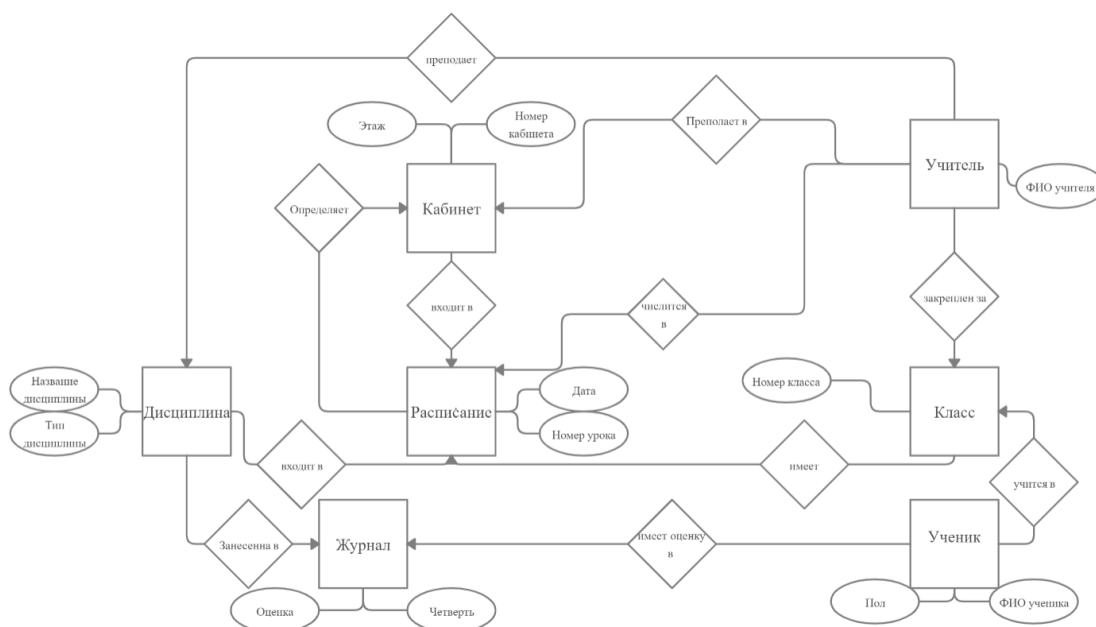 преподает
Этаж
Номер
кабинета
Преполает в
Учитель
ФИО учителя
Определяет
Кабинет
входит в
числится
в
закреплен за
Название
дисциплины
Тип
дисциплины
Дисциплина
Расписание
Дата
Номер урока
Номер класса
Класс
входит в
имеет
учится в
Занесенна в
Журнал
имеет оценку
в
Ученик
Оценка
Четверть
Пол
ФИО ученика